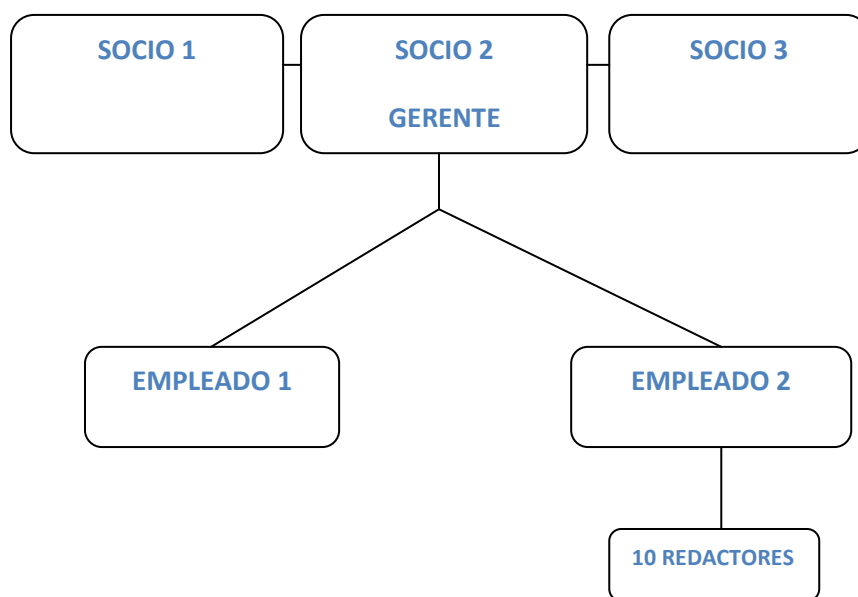 SOCIO 1
SOCIO 2
GERENTE
SOCIO 3
EMPLEADO 1
EMPLEADO 2
10 REDACTORES